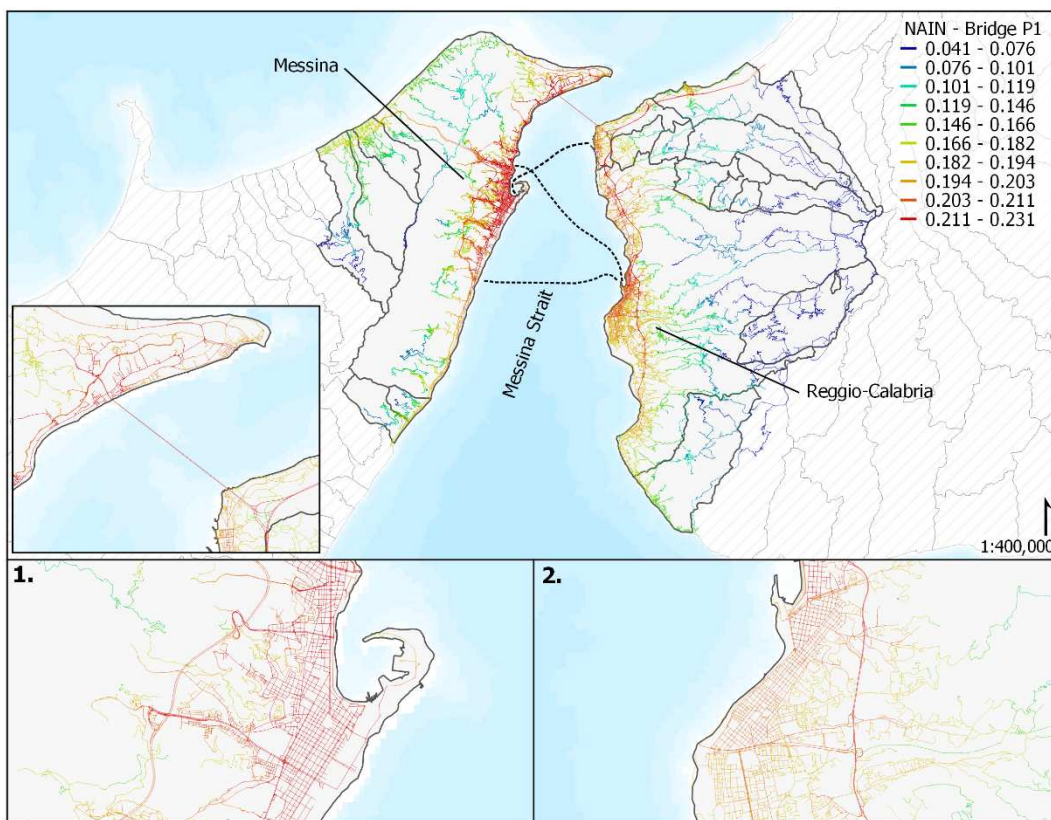 NAIN - Bridge P1
0.041 - 0.076
0.076 - 0.101
0.101 - 0.119
0.119 - 0.146
0.146 - 0.166
0.166 - 0.182
0.182 - 0.194
0.194 - 0.203
0.203 - 0.211
0.211 - 0.231
Messina
Messina Strait
Reggio-Calabria
1:400,000
1.
2.